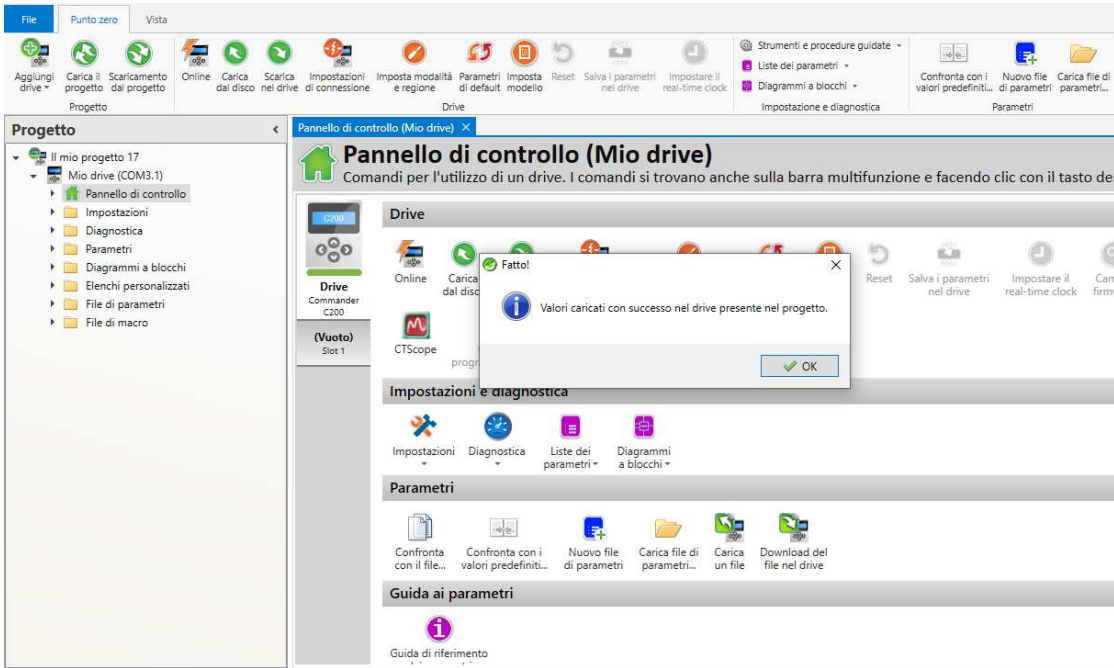 File Punto zero Vista
Aggiungi drive
Carica il progetto
Scaricamento dal progetto
Online
Carica dal disco
Scarica nel drive
Impostazioni di connessione
Imposta modalità e regione
Parametri di default
Imposta modello
Reset
Salva i parametri nel drive
Impostare il real-time clock
Strumenti e procedure guidate
Liste dei parametri
Diagrammi a blocchi
Confronta con i valori predefiniti...
Nuovo file di parametri
Carica file di parametri...
Progetto Drive Impostazione e diagnostica Parametri
Progetto
Il mio progetto 17
Mio drive (COM3.1)
Pannello di controllo
Impostazioni
Diagnostica
Parametri
Diagrammi a blocchi
Elenchi personalizzati
File di parametri
File di macro
Pannello di controllo (Mio drive)
Pannello di controllo (Mio drive)
Comandi per l'utilizzo di un drive. I comandi si trovano anche sulla barra multifunzione e facendo clic con il tasto de
C200
Drive
Commander
C200
(Vuoto)
Slot 1
Drive
Online
Carica
dal disc
Reset
Salva i parametri
nel drive
Impostare il
real-time clock
Cam
firm
CTScope
progr
Fatto!
Valori caricati con successo nel drive presente nel progetto.
OK
Impostazioni e diagnostica
Impostazioni
Diagnostica
Liste dei
parametri
Diagrammi
a blocchi
Parametri
Confronta
con il file...
Confronta con i
valori predefiniti...
Nuovo file
di parametri
Carica file di
parametri...
Carica
un file
Download del
file nel drive
Guida ai parametri
Guida di riferimento